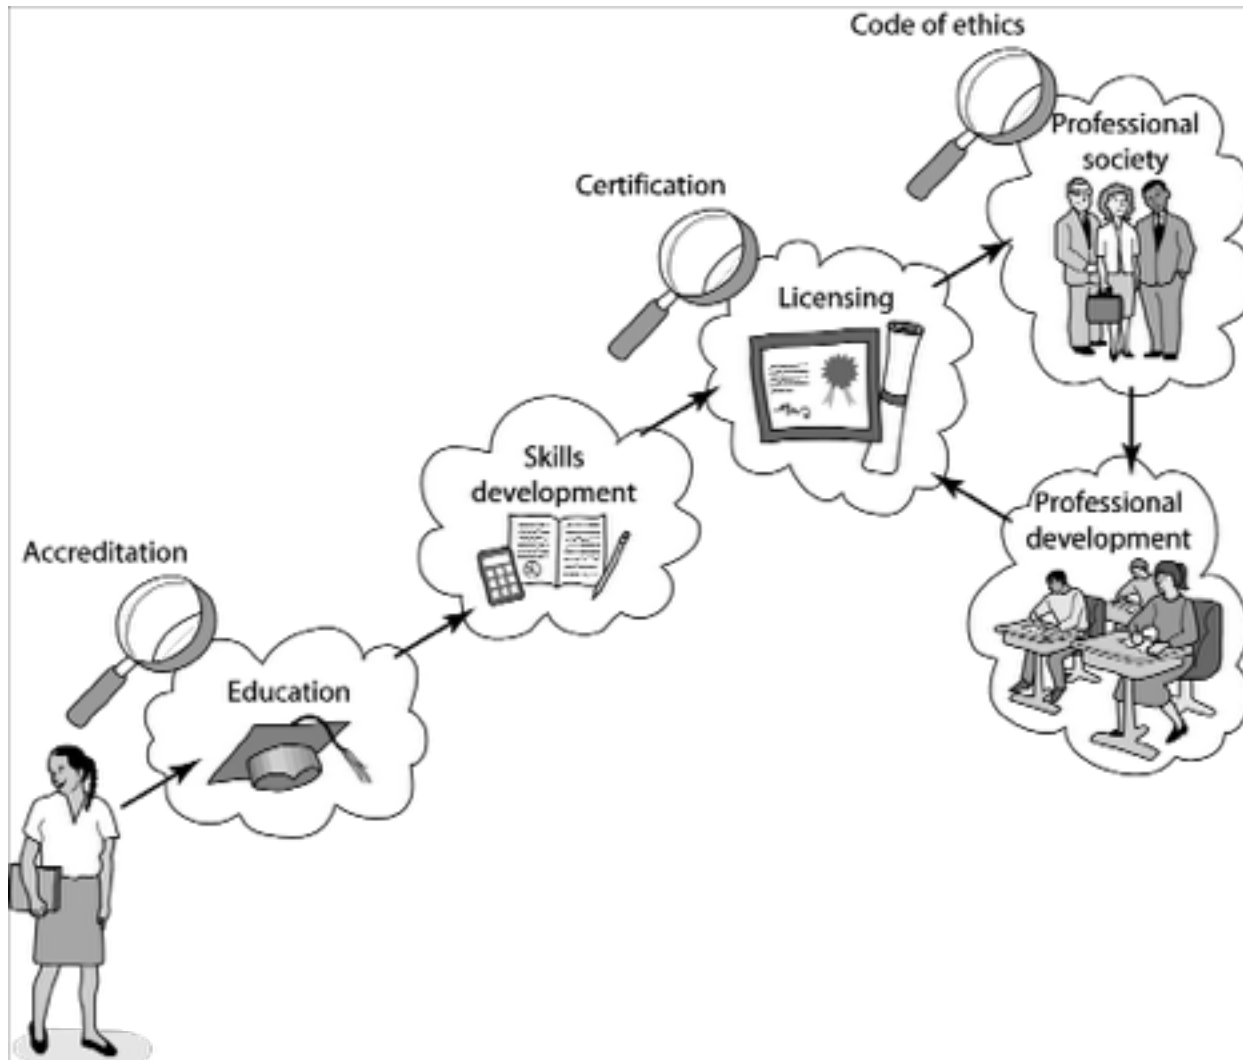 Code of ethics
Professional
society
Certification
Licensing
Skills
development
Professional
development
Accreditation
Education